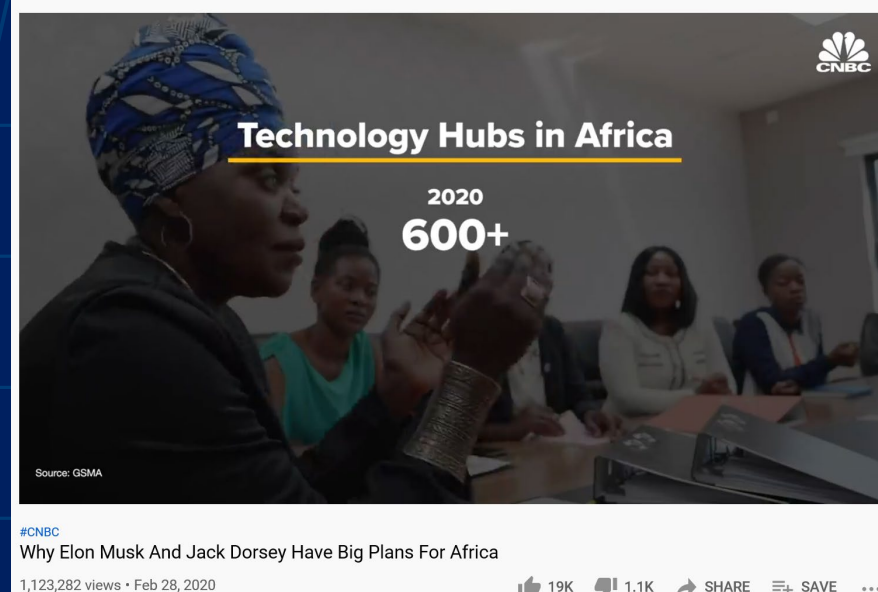 CNBC
Technology Hubs in Africa
2020
600+
Source: GSMA
#CNBC
Why Elon Musk And Jack Dorsey Have Big Plans For Africa
1,123,282 views • Feb 28, 2020
19K 1.1K SHARE SAVE ...